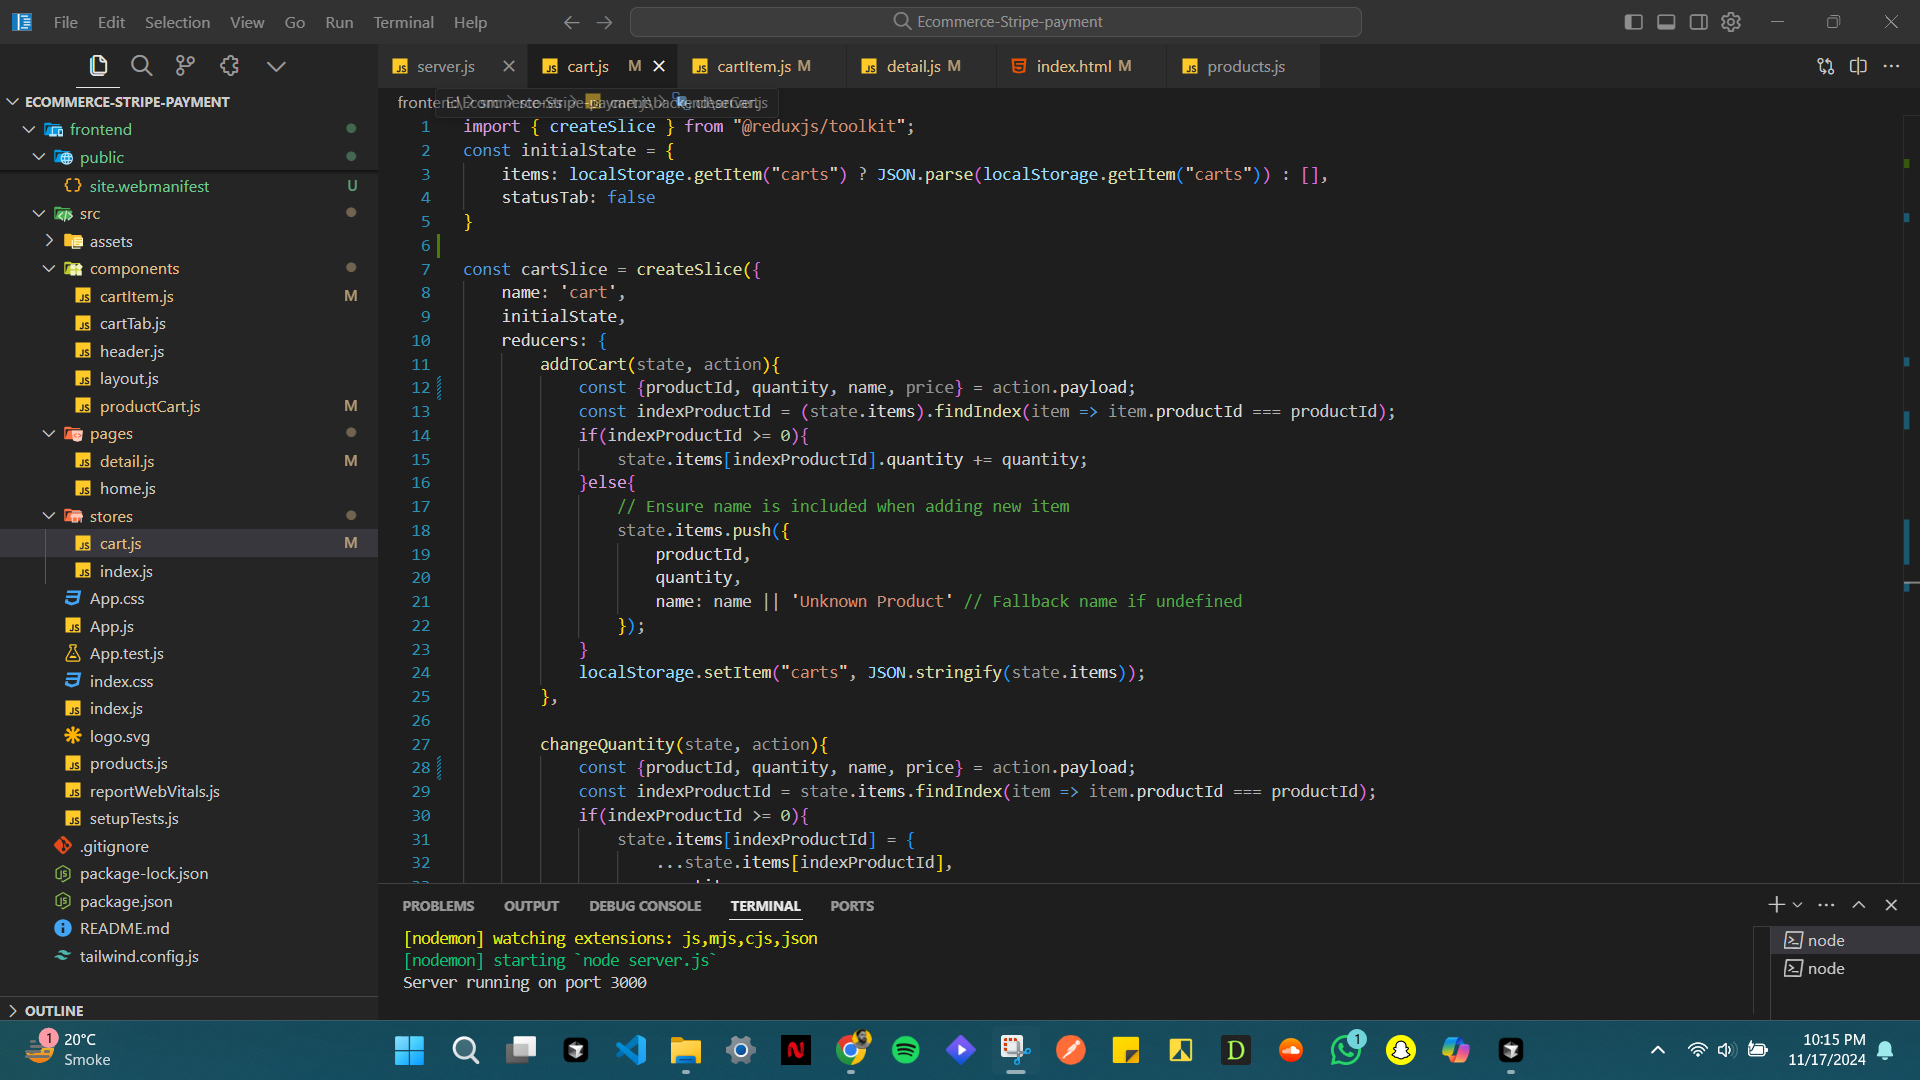 File Edit Selection View Go Run Terminal Help
Ecommerce-Stripe-payment
server.js
cart.js M
cartItem.js M
detail.js M
index.html M
products.js
ECOMMERCE-STRIPE-PAYMENT
frontend
public
site.webmanifest U
src
assets
components
cartItem.js M
cartTab.js
header.js
layout.js
productCart.js M
pages
detail.js M
home.js
stores
cart.js M
index.js
App.css
App.js
App.test.js
index.css
index.js
logo.svg
products.js
reportWebVitals.js
setupTests.js
.gitignore
package-lock.json
package.json
README.md
tailwind.config.js
OUTLINE
1 import { createSlice } from "@reduxjs/toolkit";
2 const initialState = {
3 items: localStorage.getItem("carts") ? JSON.parse(localStorage.getItem("carts")) : [],
4 statusTab: false
5 }
6
7 const cartSlice = createSlice({
8 name: 'cart',
9 initialState,
10 reducers: {
11 addToCart(state, action){
12 const {productId, quantity, name, price} = action.payload;
13 const indexProductId = (state.items).findIndex(item => item.productId === productId);
14 if(indexProductId >= 0){
15 state.items[indexProductId].quantity += quantity;
16 }else{
17 // Ensure name is included when adding new item
18 state.items.push({
19 productId,
20 quantity,
21 name: name || 'Unknown Product' // Fallback name if undefined
22 });
23 }
24 localStorage.setItem("carts", JSON.stringify(state.items));
25 },
26
27 changeQuantity(state, action){
28 const {productId, quantity, name, price} = action.payload;
29 const indexProductId = state.items.findIndex(item => item.productId === productId);
30 if(indexProductId >= 0){
31 state.items[indexProductId] = {
32 ...state.items[indexProductId],
PROBLEMS OUTPUT DEBUG CONSOLE TERMINAL PORTS
[nodemon] watching extensions: js,mjs,cjs,json
[nodemon] starting `node server.js`
Server running on port 3000
node
node
1
20°C
Smoke
1
10:15 PM
11/17/2024